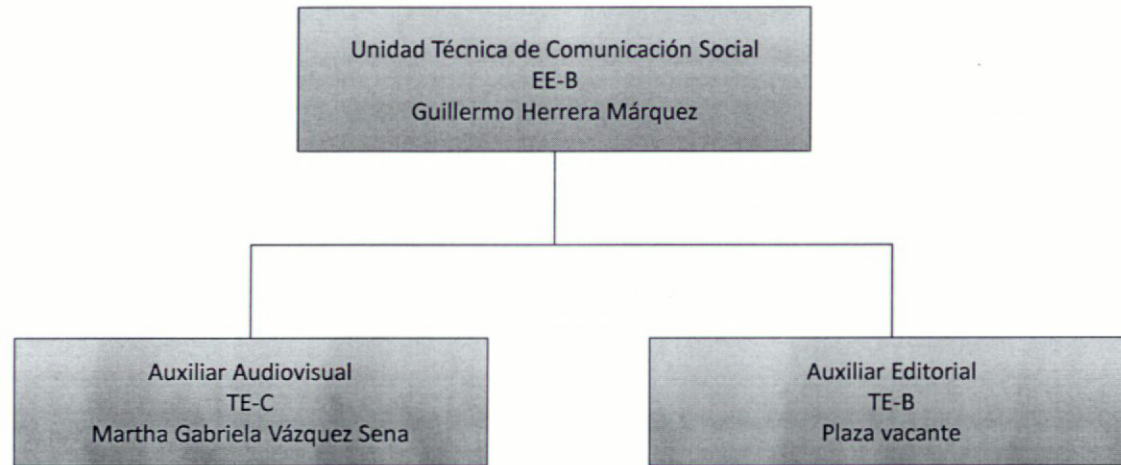 Unidad Técnica de Comunicación Social
EE-B
Guillermo Herrera Márquez
Auxiliar Audiovisual
TE-C
Martha Gabriela Vázquez Sena
Auxiliar Editorial
TE-B
Plaza vacante